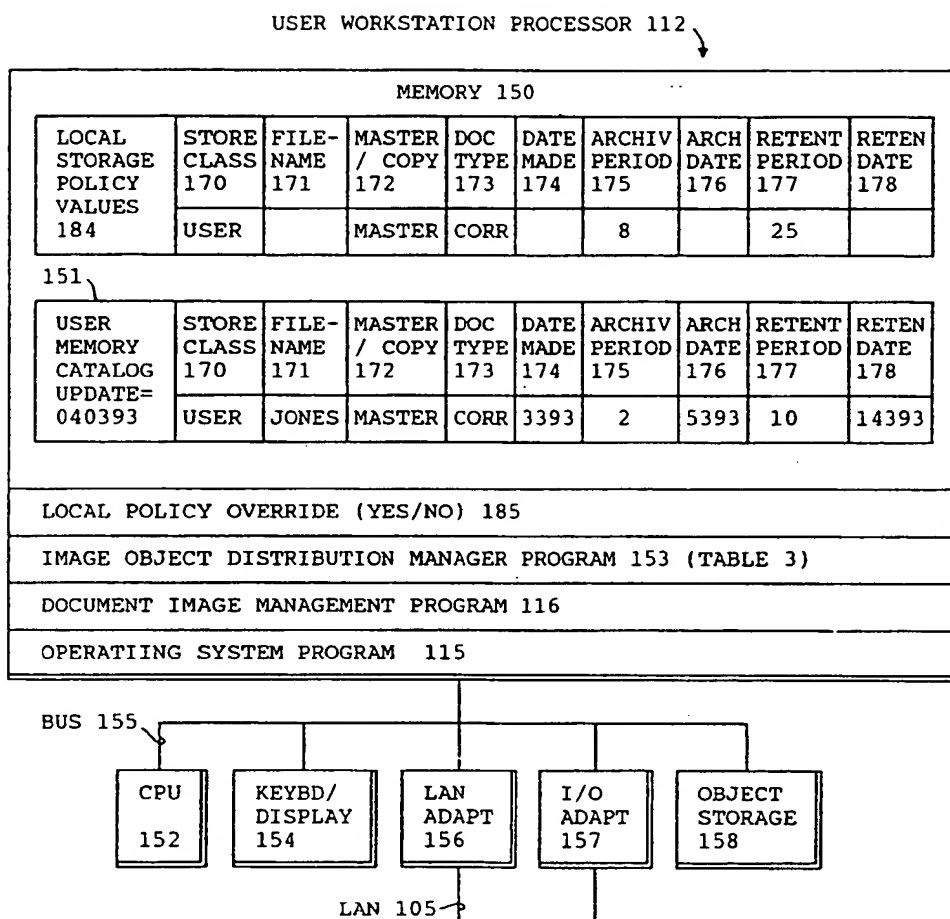 USER WORKSTATION PROCESSOR 112
MEMORY 150
LOCAL STORAGE POLICY VALUES 184
STORE CLASS 170
FILE-NAME 171
MASTER / COPY 172
DOC TYPE 173
DATE MADE 174
ARCHIV PERIOD 175
ARCH DATE 176
RETENT PERIOD 177
RETEN DATE 178
USER MASTER CORR 8 25
151
USER MEMORY CATALOG UPDATE= 040393
STORE CLASS 170
FILE-NAME 171
MASTER / COPY 172
DOC TYPE 173
DATE MADE 174
ARCHIV PERIOD 175
ARCH DATE 176
RETENT PERIOD 177
RETEN DATE 178
USER JONES MASTER CORR 3393 2 5393 10 14393
LOCAL POLICY OVERRIDE (YES/NO) 185
IMAGE OBJECT DISTRIBUTION MANAGER PROGRAM 153 (TABLE 3)
DOCUMENT IMAGE MANAGEMENT PROGRAM 116
OPERATIING SYSTEM PROGRAM 115
BUS 155
CPU 152
KEYBD/ DISPLAY 154
LAN ADAPT 156
I/O ADAPT 157
OBJECT STORAGE 158
LAN 105